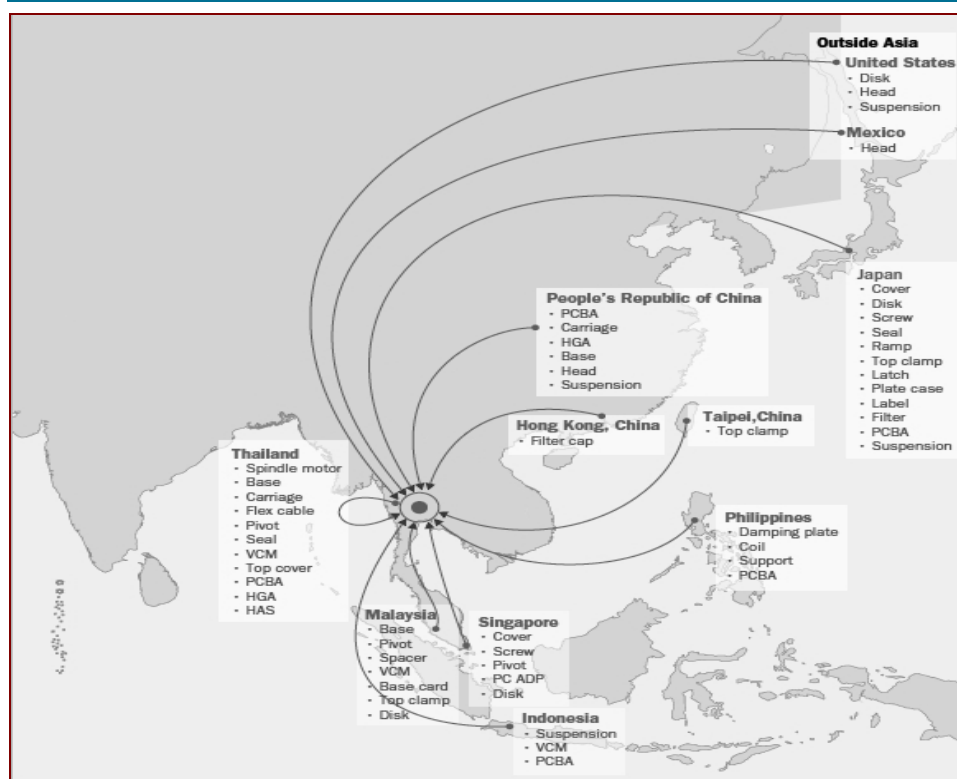 Outside Asia
United States
· Disk
· Head
· Suspension
Mexico
· Head
Japan
· Cover
· Disk
· Screw
· Seal
· Ramp
· Top clamp
· Latch
· Plate case
· Label
· Filter
· PCBA
· Suspension
People's Republic of China
· PCBA
· Carriage
· HGA
· Base
· Head
· Suspension
Hong Kong, China
· Filter cap
Taipei,China
· Top clamp
Thailand
· Spindle motor
· Base
· Carriage
· Flex cable
· Pivot
· Seal
· VCM
· Top cover
· PCBA
· HGA
· HAS
Philippines
· Damping plate
· Coil
· Support
· PCBA
Malaysia
· Base
· Pivot
· Spacer
· VCM
· Base card
· Top clamp
· Disk
Singapore
· Cover
· Screw
· Pivot
· PC ADP
· Disk
Indonesia
· Suspension
· VCM
· PCBA